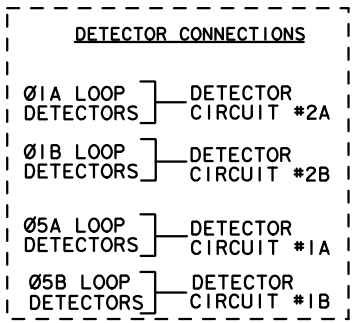 DETECTOR CONNECTIONS
Ø1A LOOP DETECTOR
DETECTORS CIRCUIT #2A
Ø1B LOOP DETECTOR
DETECTORS CIRCUIT #2B
Ø5A LOOP DETECTOR
DETECTORS CIRCUIT #1A
Ø5B LOOP DETECTOR
DETECTORS CIRCUIT #1B